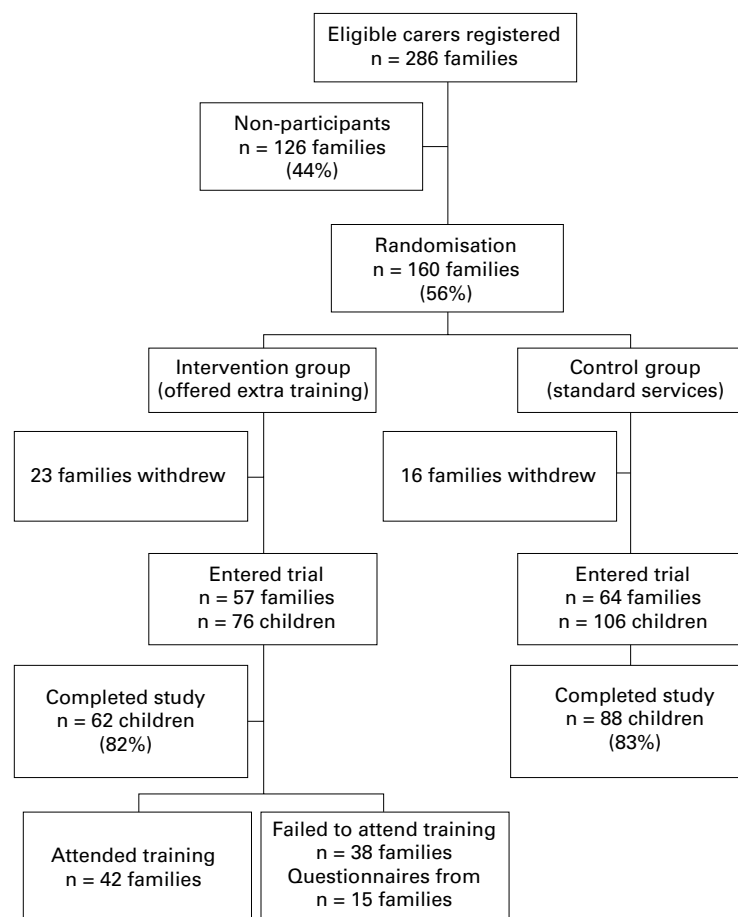 Eligible carers registered
n = 286 families
Non-participants
n = 126 families
(44%)
Randomisation
n = 160 families
(56%)
Intervention group
(offered extra training)
Control group
(standard services)
23 families withdrew
16 families withdrew
Entered trial
n = 57 families
n = 76 children
Entered trial
n = 64 families
n = 106 children
Completed study
n = 62 children
(82%)
Completed study
n = 88 children
(83%)
Attended training
n = 42 families
Failed to attend training
n = 38 families
Questionnaires from
n = 15 families